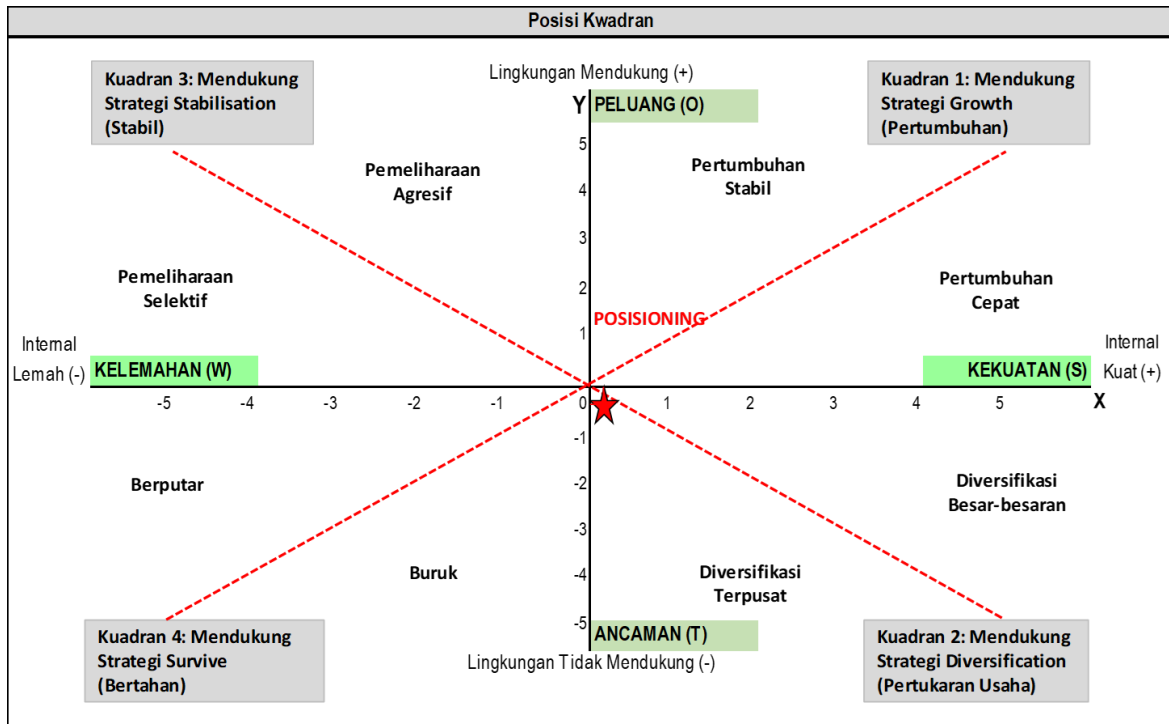 Posisi Kwadran
Kuadran 3: Mendukung
Strategi Stabilisation
(Stabil)
Lingkungan Mendukung (+)
Y
PELUANG (O)
Kuadran 1: Mendukung
Strategi Growth
(Pertumbuhan)
5
4
3
2
1
Pemeliharaan
Agresif
Pertumbuhan
Stabil
Pemeliharaan
Selektif
Pertumbuhan
Cepat
POSISIONING
Internal
Lemah (-)
KELEMAHAN (W)
KEKUATAN (S)
Internal
Kuat (+)
-5 -4 -3 -2 -1 0 1 2 3 4 5 X
-1
-2
-3
-4
-5
Berputar
Diversifikasi
Besar-besaran
Buruk
Diversifikasi
Terpusat
Kuadran 4: Mendukung
Strategi Survive
(Bertahan)
ANCAMAN (T)
Lingkungan Tidak Mendukung (-)
Kuadran 2: Mendukung
Strategi Diversification
(Pertukaran Usaha)